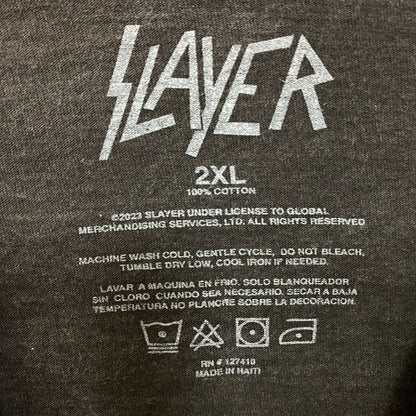 SLAYER
2XL
100% COTTON
©2023 SLAYER UNDER LICENSE TO GLOBAL
MERCHANDISING SERVICES, LTD. ALL RIGHTS RESERVED
MACHINE WASH COLD, GENTLE CYCLE, DO NOT BLEACH,
TUMBLE DRY LOW, COOL IRON IF NEEDED.
LAVAR A MAQUINA EN FRIO. SOLO BLANQUEADOR
SIN CLORO CUANDO SEA NECESARIO. SECAR A BAJA
TEMPERATURA NO PLANCHE SOBRE LA DECORACION.
RN # 127410
MADE IN HAITI